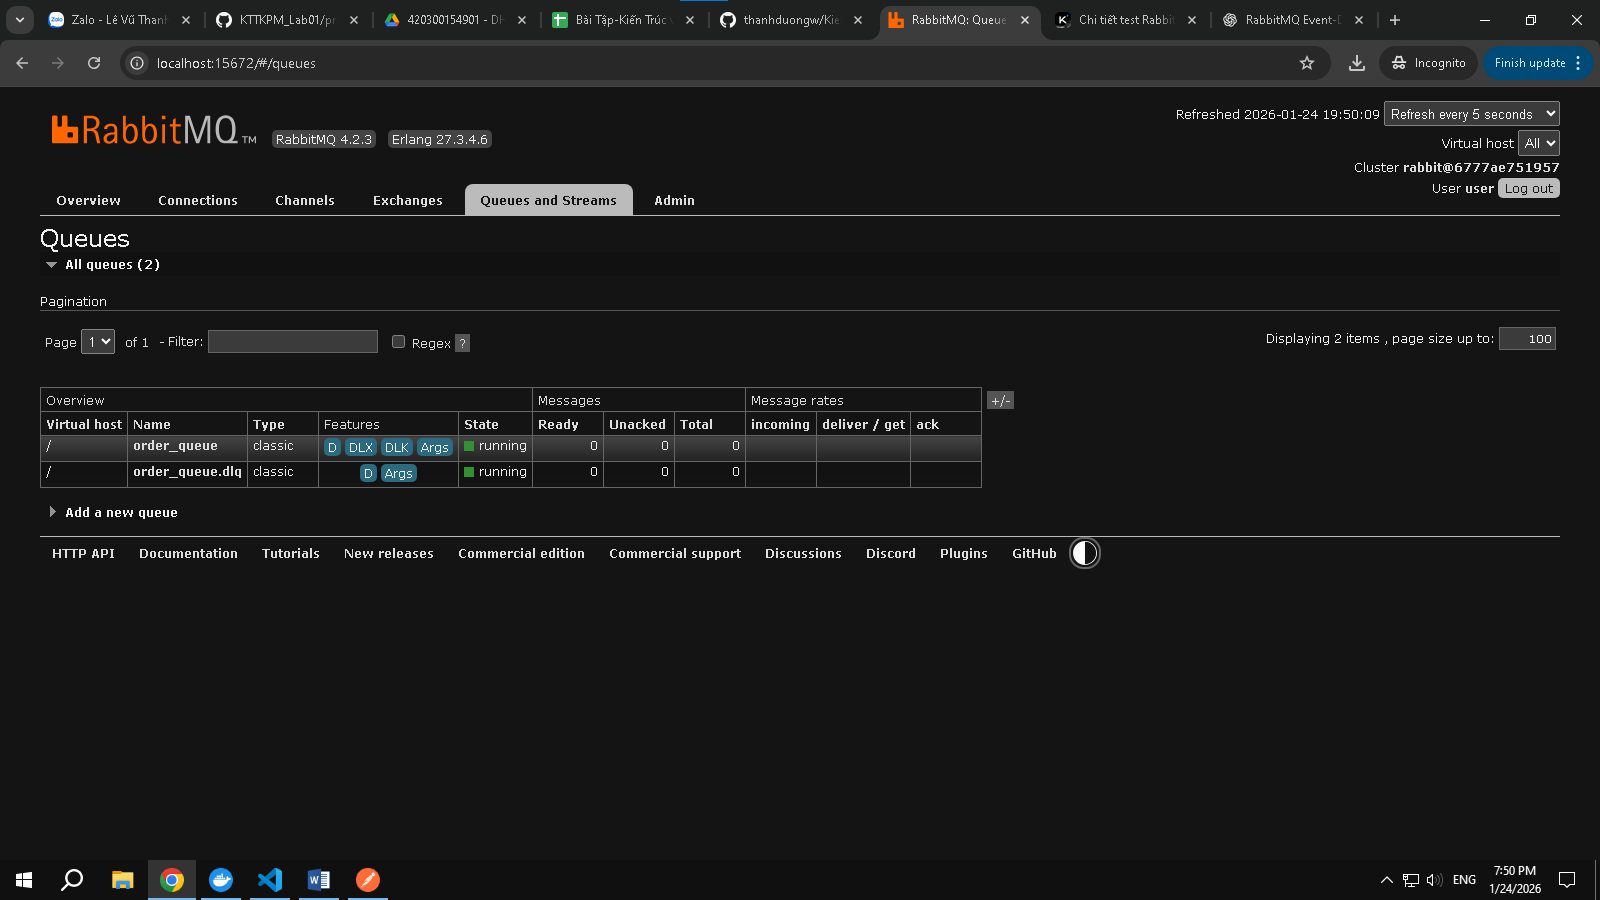 Zalo - Lê Vũ Thanh
KTTKPM_Lab01/pr
420300154901 - DH
Bài Tập-Kiến Trúc v
thanhduongw/Kie
RabbitMQ: Queue
Chi tiết test Rabbit
RabbitMQ Event-D
localhost:15672/#/queues
Incognito
Finish update
RabbitMQ TM
RabbitMQ 4.2.3
Erlang 27.3.4.6
Refreshed 2026-01-24 19:50:09
Refresh every 5 seconds
Virtual host All
Cluster rabbit@6777ae751957
User user Log out
Overview Connections Channels Exchanges Queues and Streams Admin
Queues
All queues (2)
Pagination
Page 1 of 1 - Filter: Regex ?
Displaying 2 items , page size up to: 100
Overview Messages Message rates +/-
Virtual host Name Type Features State Ready Unacked Total incoming deliver / get ack
/ order_queue classic D DLX DLK Args running 0 0 0
/ order_queue.dlq classic D Args running 0 0 0
Add a new queue
HTTP API Documentation Tutorials New releases Commercial edition Commercial support Discussions Discord Plugins GitHub
ENG
7:50 PM
1/24/2026